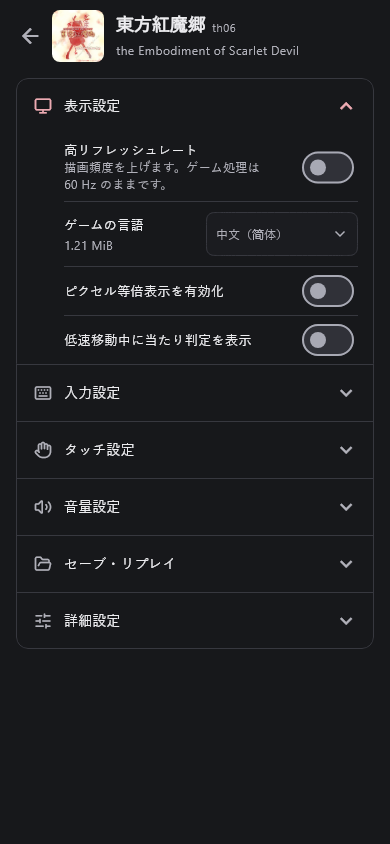 東方紅魔郷 th06
the Embodiment of Scarlet Devil
表示設定
高リフレッシュレート
描画頻度を上げます。ゲーム処理は
60 Hz のままです。
ゲームの言語
1.21 MiB
中文（简体）
ピクセル等倍表示を有効化
低速移動中に当たり判定を表示
入力設定
タッチ設定
音量設定
セーブ・リプレイ
詳細設定